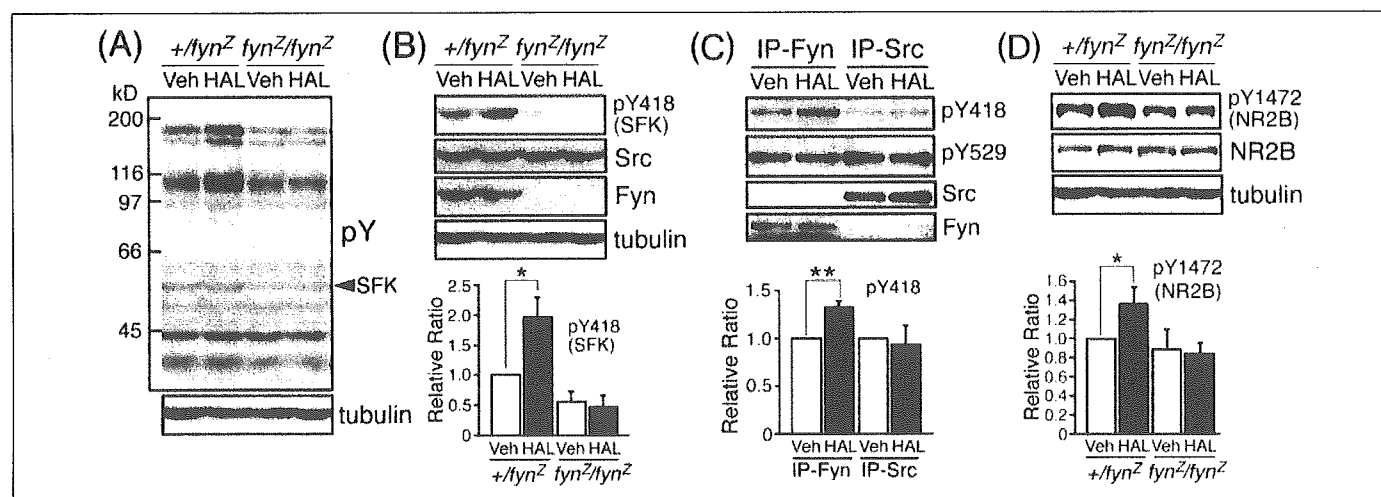 (A)
+/fynZ fynZ/fynZ
Veh HAL Veh HAL
kD
200
116
97
66
45
pY
SFK
tubulin
(B)
+/fynZ fynZ/fynZ
Veh HAL Veh HAL
pY418
(SFK)
Src
Fyn
tubulin
Relative Ratio
2.5
2.0
1.5
1.0
0.5
0
*
pY418
(SFK)
Veh HAL Veh HAL
+/fynZ fynZ/fynZ
(C)
IP-Fyn IP-Src
Veh HAL Veh HAL
pY418
pY529
Src
Fyn
Relative Ratio
1.5
1.0
1.5
0
**
pY418
Veh HAL Veh HAL
IP-Fyn IP-Src
(D)
+/fynZ fynZ/fynZ
Veh HAL Veh HAL
pY1472
(NR2B)
NR2B
tubulin
Relative Ratio
1.6
1.4
1.2
1.0
0.8
0.6
0.4
0.2
0
*
pY1472
(NR2B)
Veh HAL Veh HAL
+/fynZ fynZ/fynZ